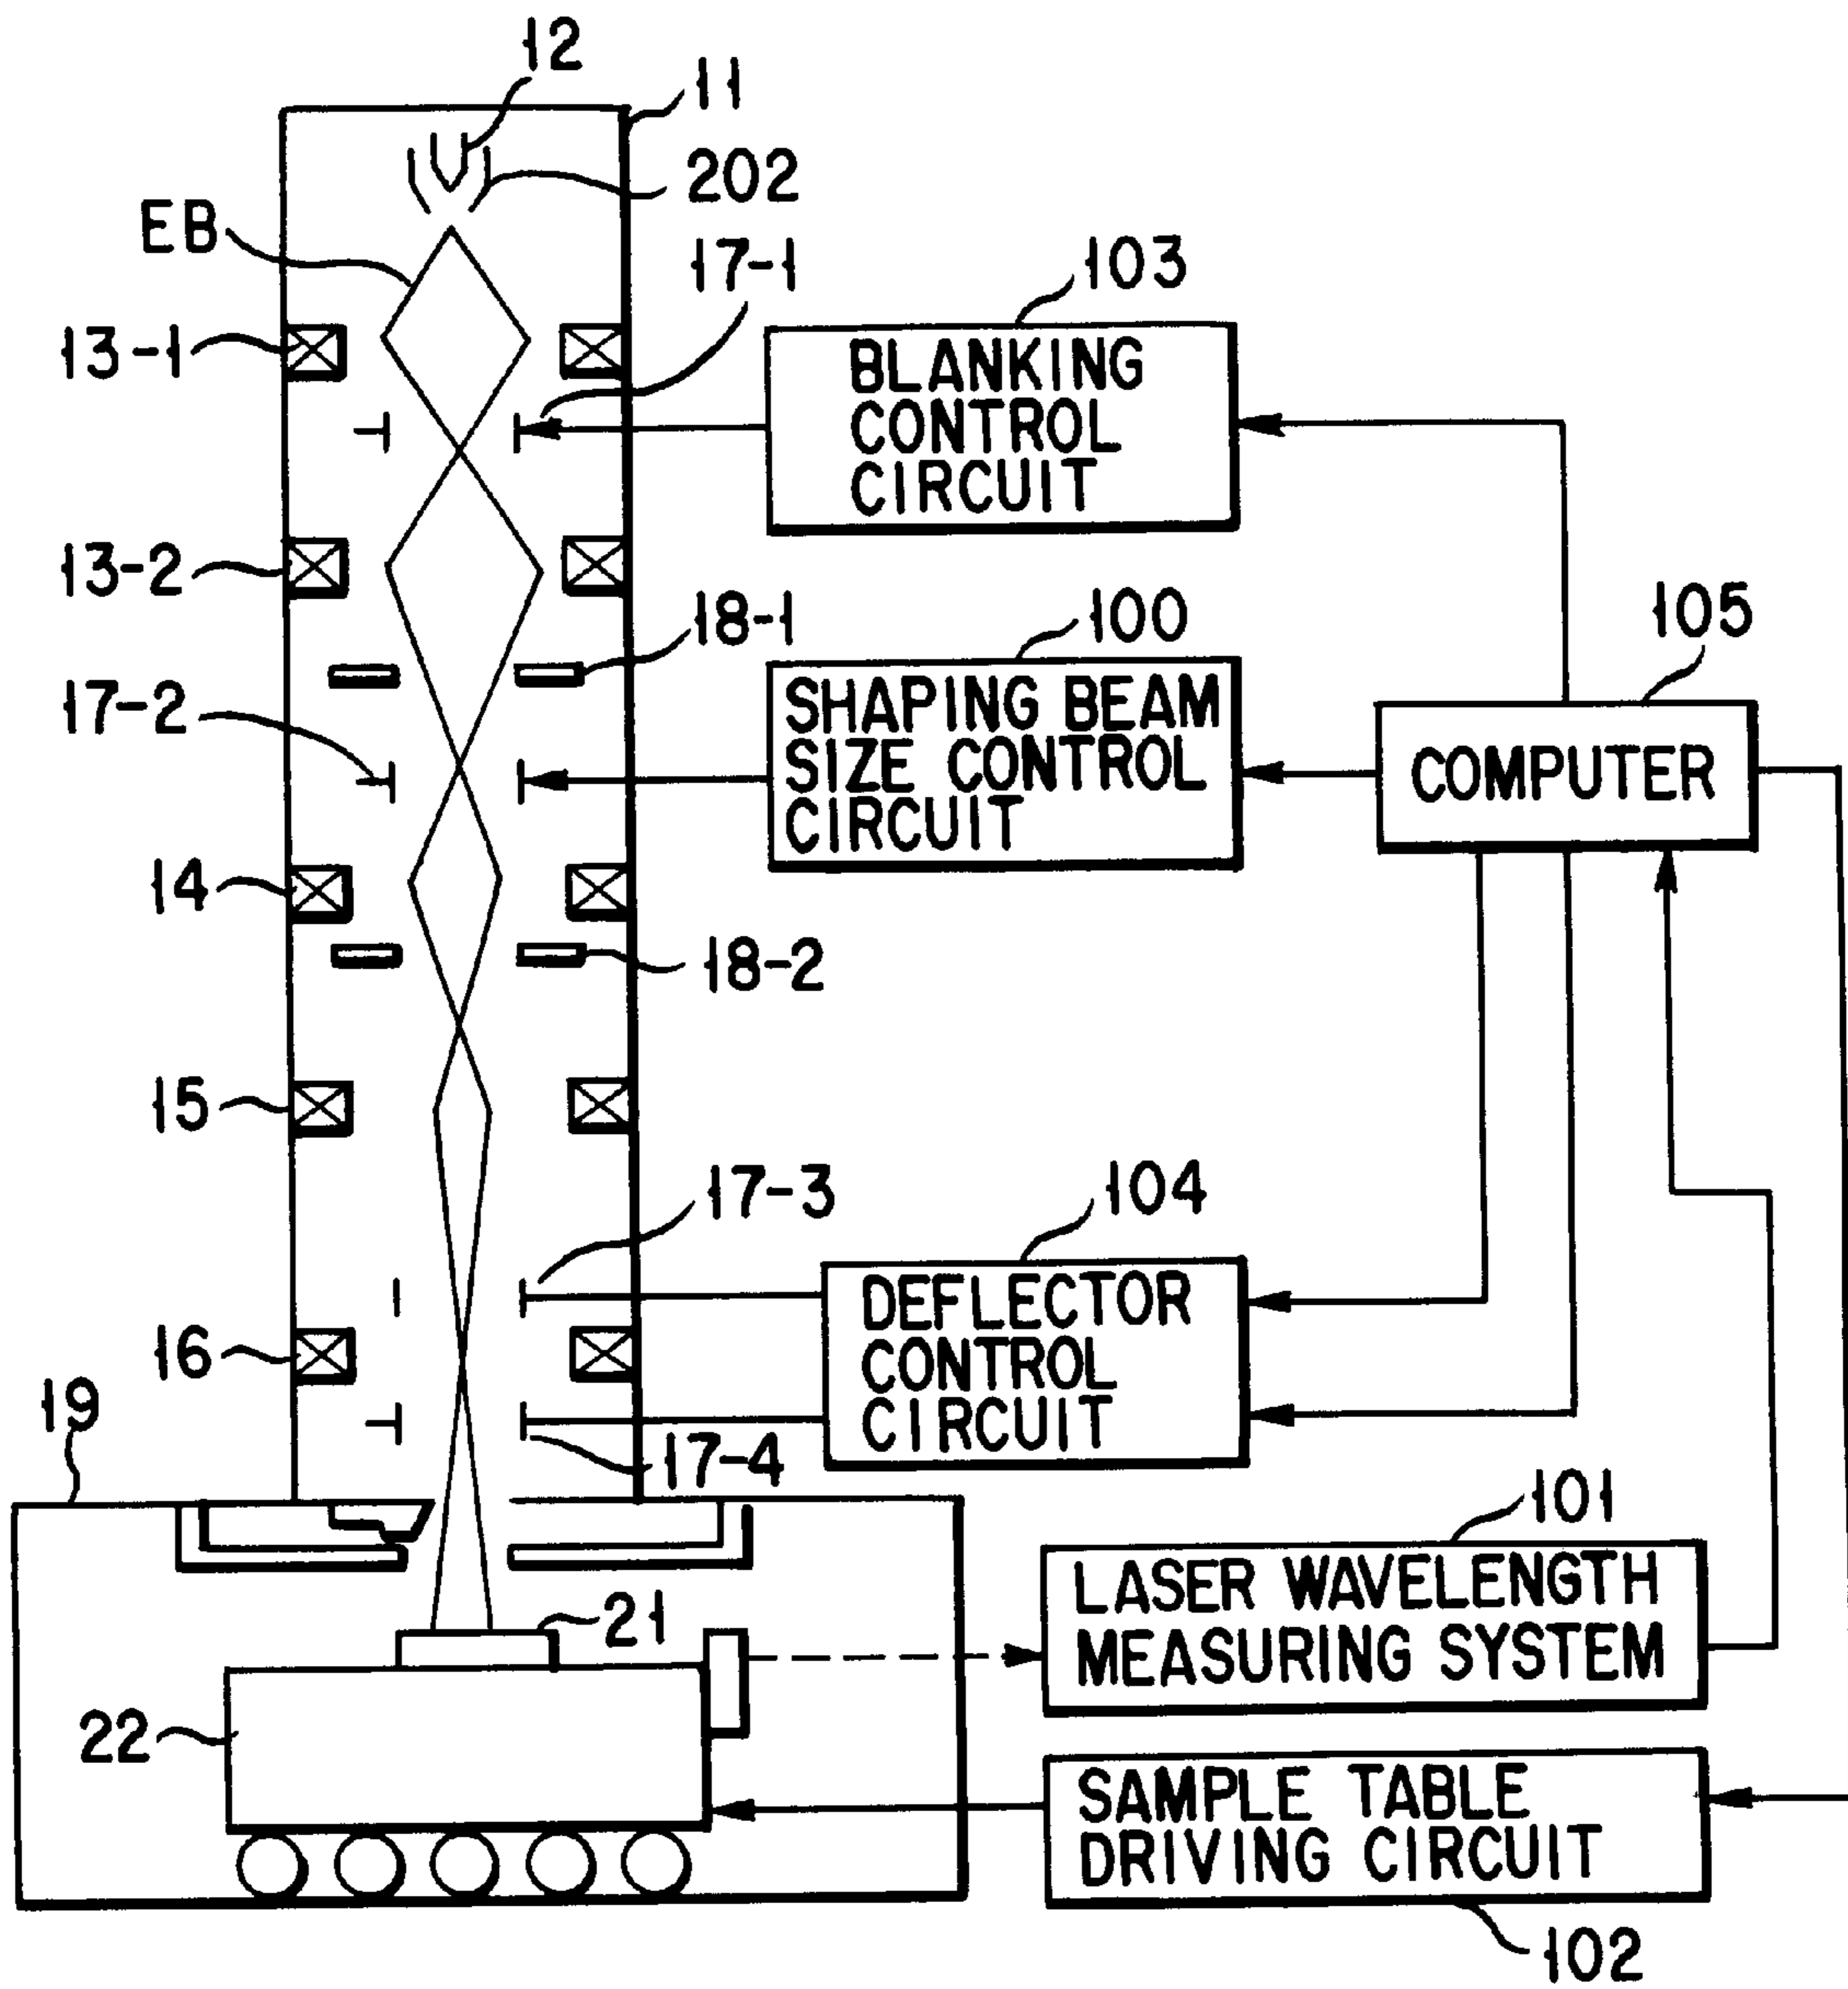 12
11
202
EB
17-1
103
13-1
BLANKING
CONTROL
CIRCUIT
13-2
18-1
100
105
17-2
SHAPING BEAM
SIZE CONTROL
CIRCUIT
COMPUTER
14
18-2
15
17-3
104
DEFLECTOR
CONTROL
CIRCUIT
16
19
17-4
101
LASER WAVELENGTH
MEASURING SYSTEM
21
22
SAMPLE TABLE
DRIVING CIRCUIT
102